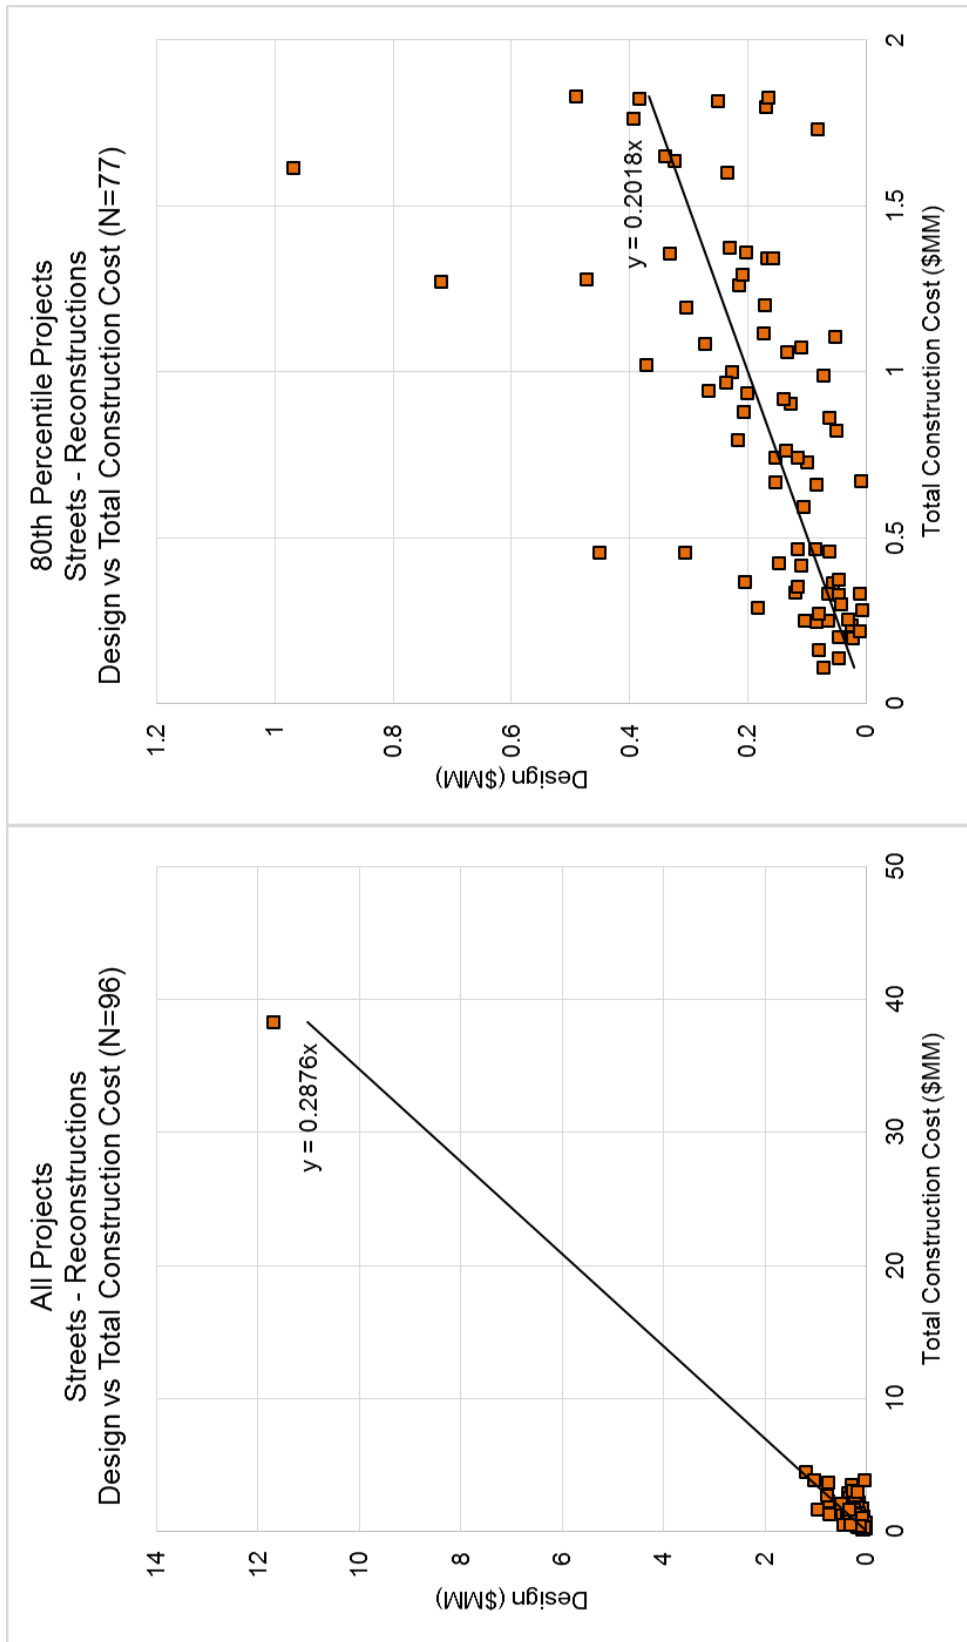 All Projects
Streets - Reconstructions
Design vs Total Construction Cost (N=96)
14
12
10
8
6
4
2
0
Design ($MM)
y = 0.2876x
0
10
20
30
40
50
Total Construction Cost ($MM)
80th Percentile Projects
Streets - Reconstructions
Design vs Total Construction Cost (N=77)
1.2
1
0.8
0.6
0.4
0.2
0
Design ($MM)
y = 0.2018x
0
0.5
1
1.5
2
Total Construction Cost ($MM)